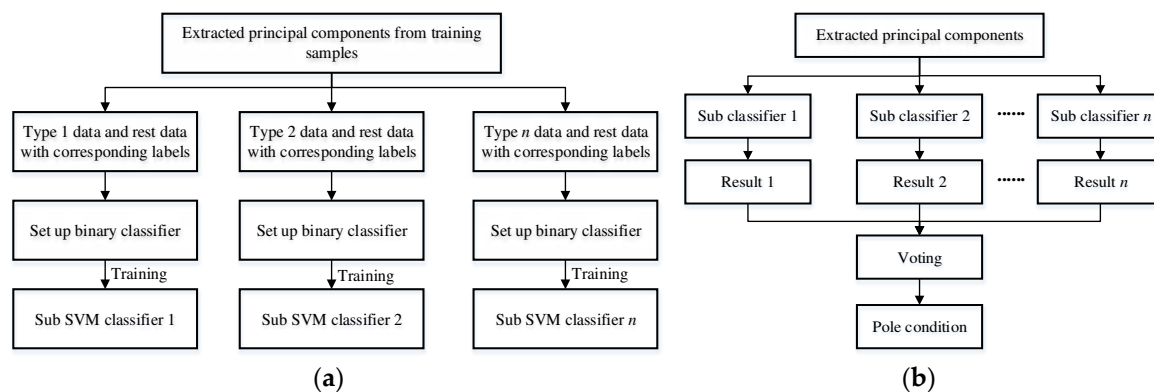 Extracted principal components from training
samples
Type 1 data and rest data
with corresponding labels
Type 2 data and rest data
with corresponding labels
Type n data and rest data
with corresponding labels
Set up binary classifier
Set up binary classifier
Set up binary classifier
Training
Training
Training
Sub SVM classifier 1
Sub SVM classifier 2
Sub SVM classifier n
(a)
Extracted principal components
Sub classifier 1
Sub classifier 2
......
Sub classifier n
Result 1
Result 2
......
Result n
Voting
Pole condition
(b)